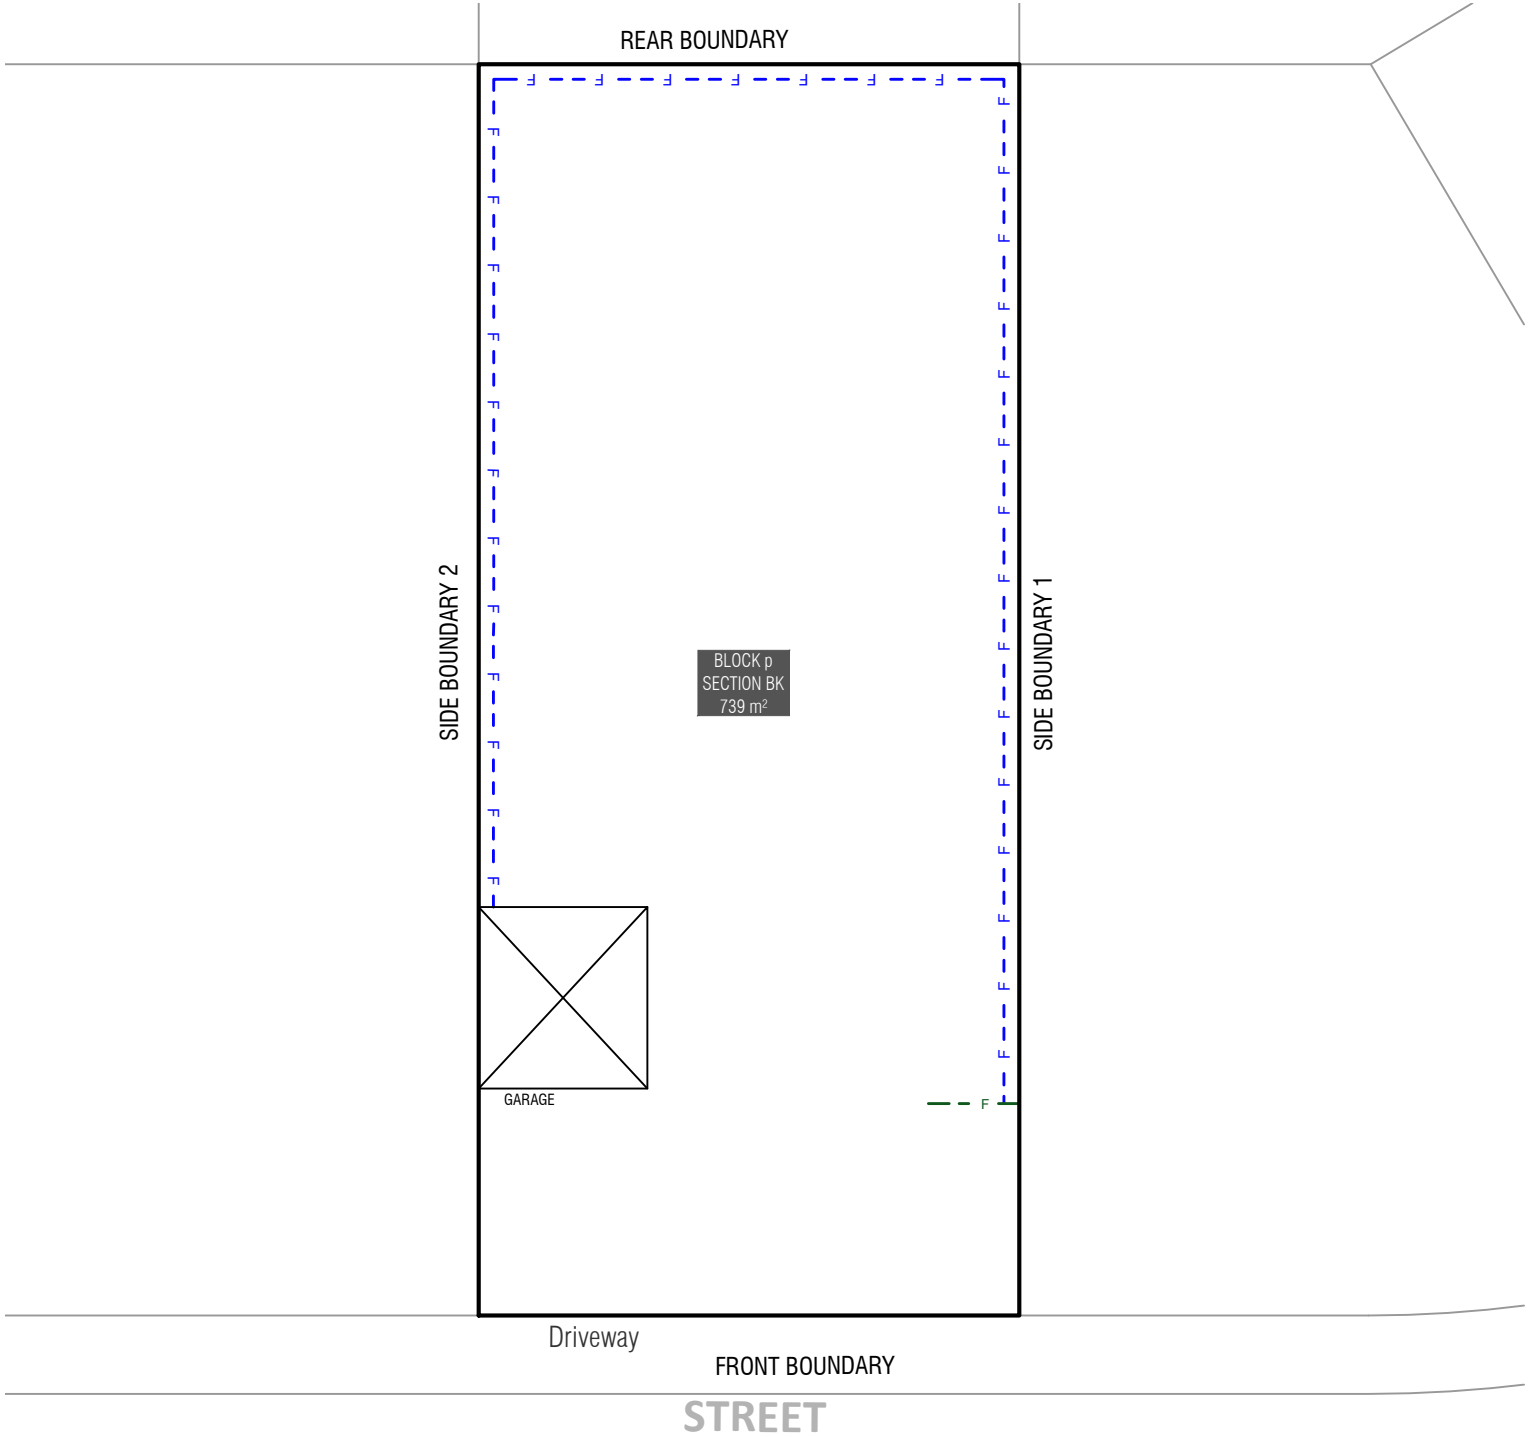 REAR BOUNDARY
F F F F F F F
F F F F F F F F F F F F
F F F F F F F F F F F F F F F
SIDE BOUNDARY 2
BLOCK p
SECTION BK
739 m²
SIDE BOUNDARY 1
F
GARAGE
Driveway
FRONT BOUNDARY
STREET